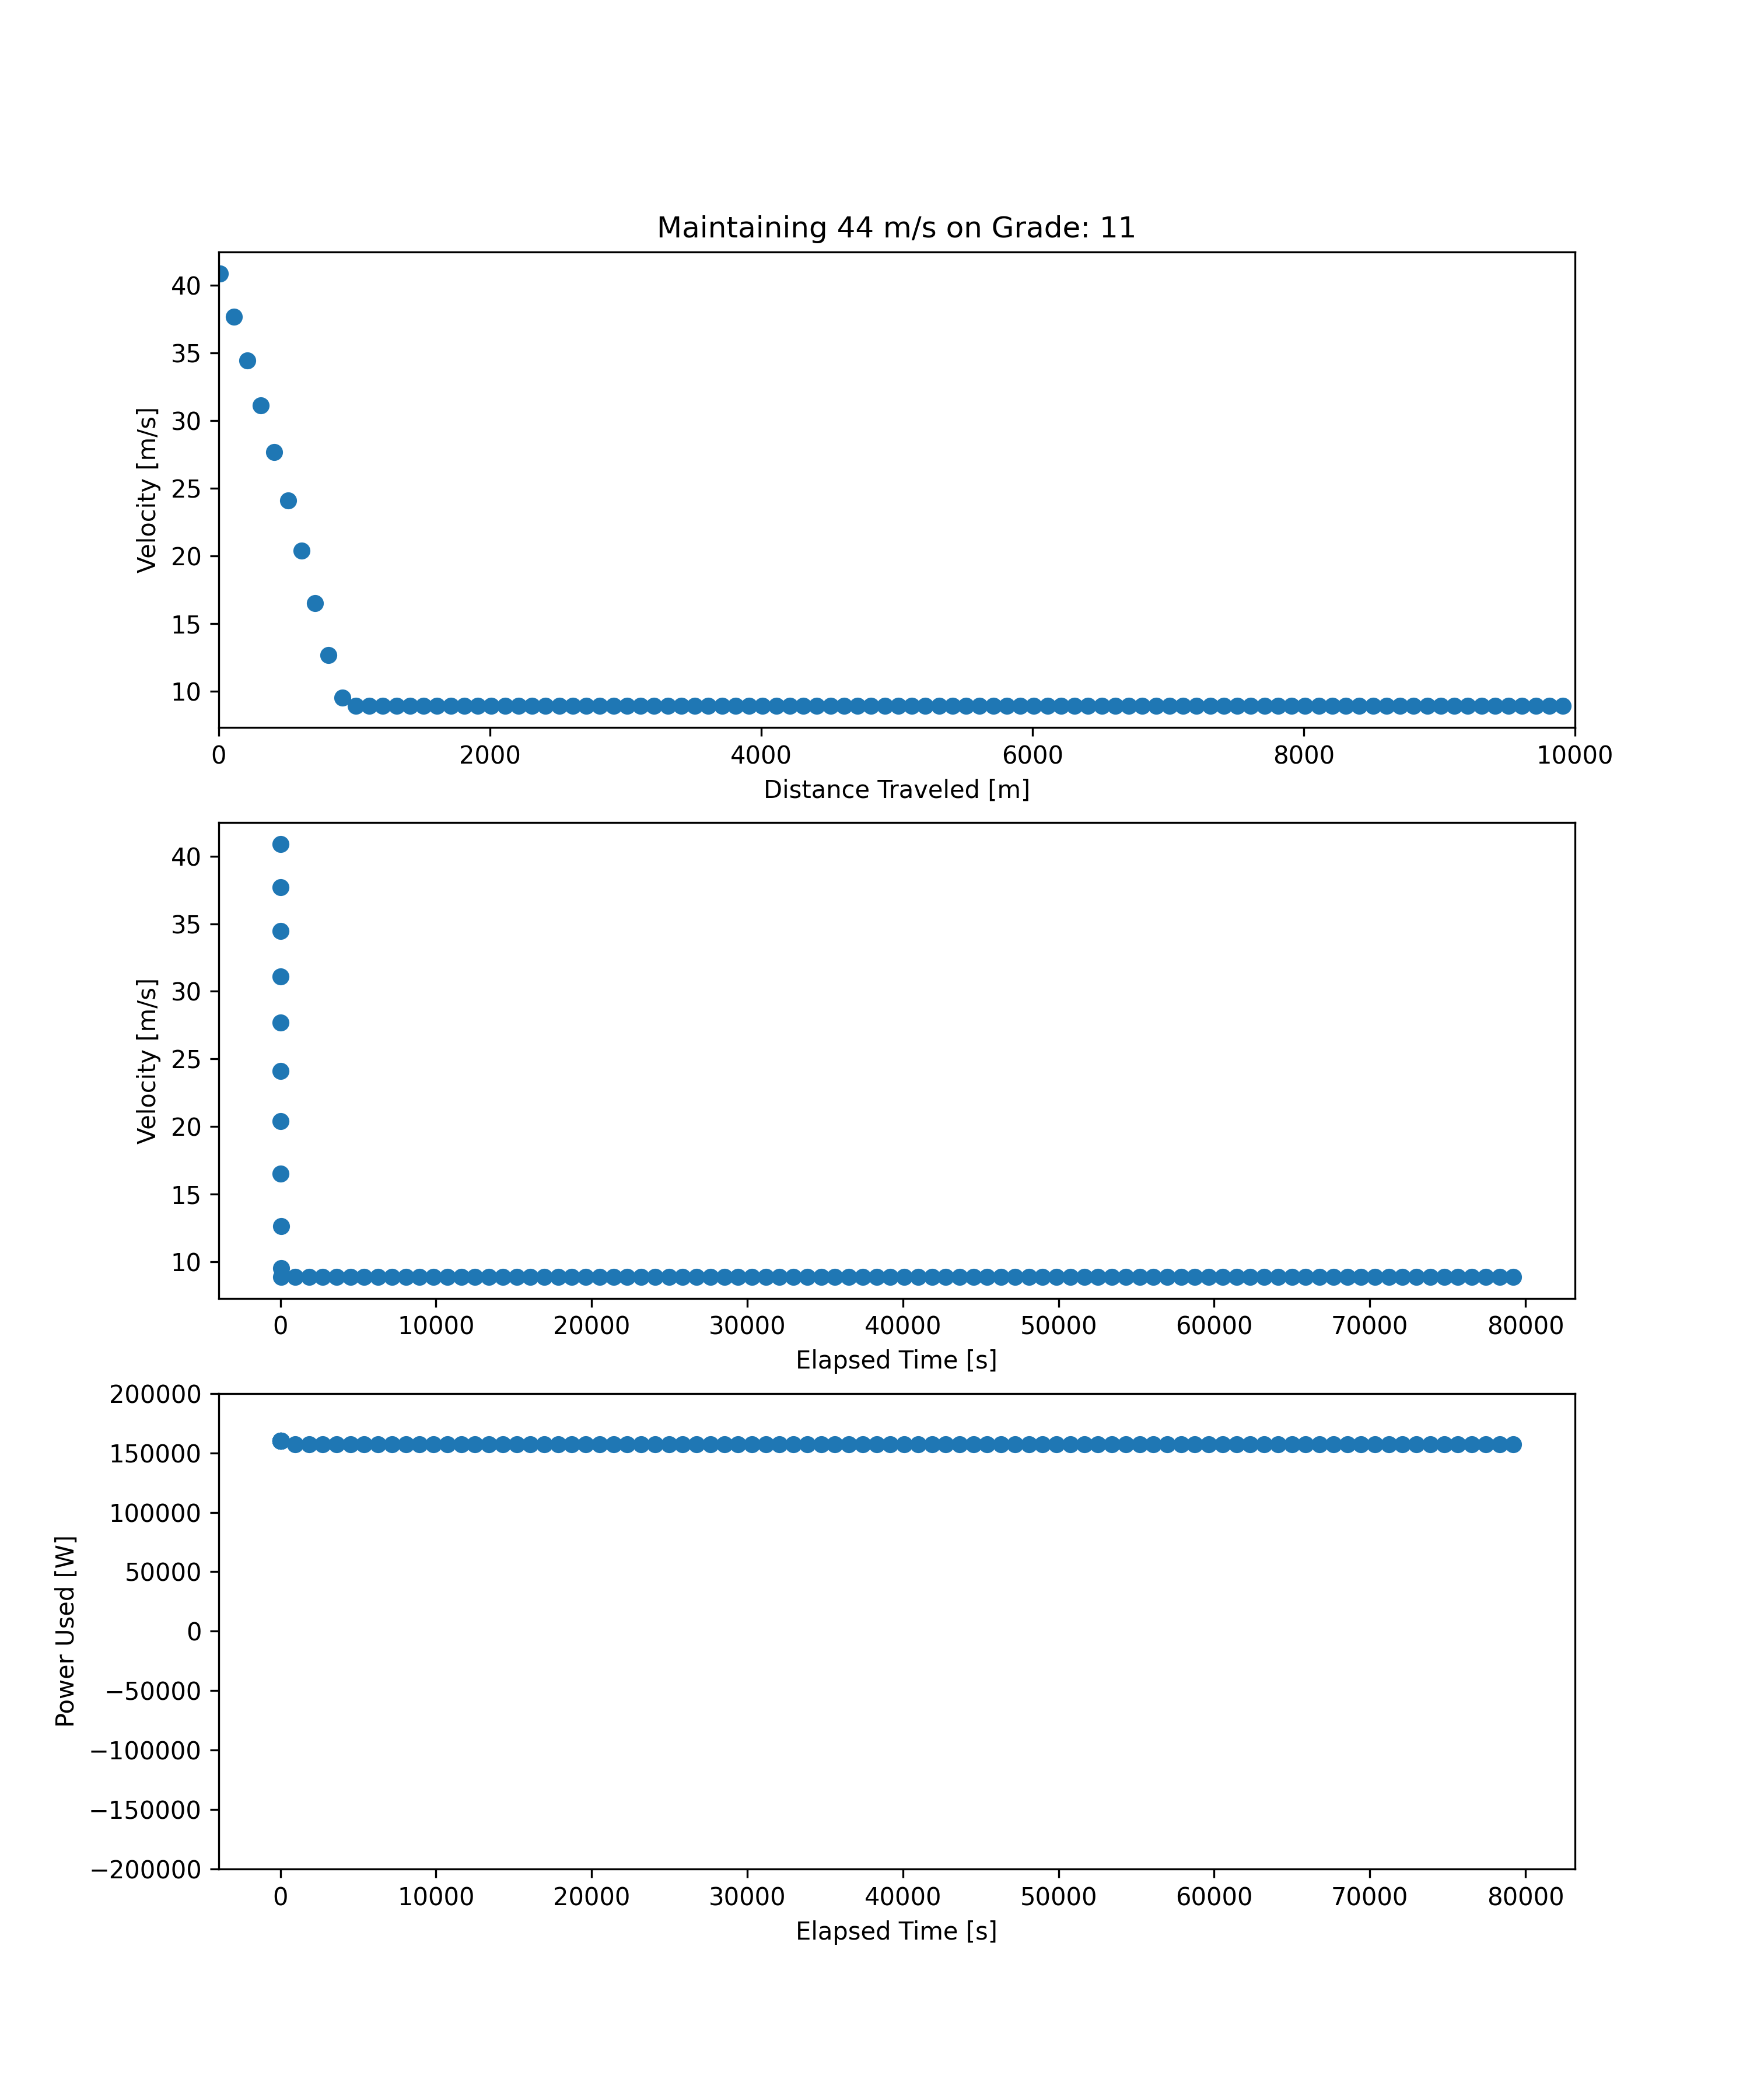 Maintaining 44 m/s on Grade: 11
40
35
30
25
20
15
10
Velocity [m/s]
0 2000 4000 6000 8000 10000
Distance Traveled [m]
40
35
30
25
20
15
10
Velocity [m/s]
0 10000 20000 30000 40000 50000 60000 70000 80000
Elapsed Time [s]
200000
150000
100000
50000
0
−50000
−100000
−150000
−200000
Power Used [W]
0 10000 20000 30000 40000 50000 60000 70000 80000
Elapsed Time [s]